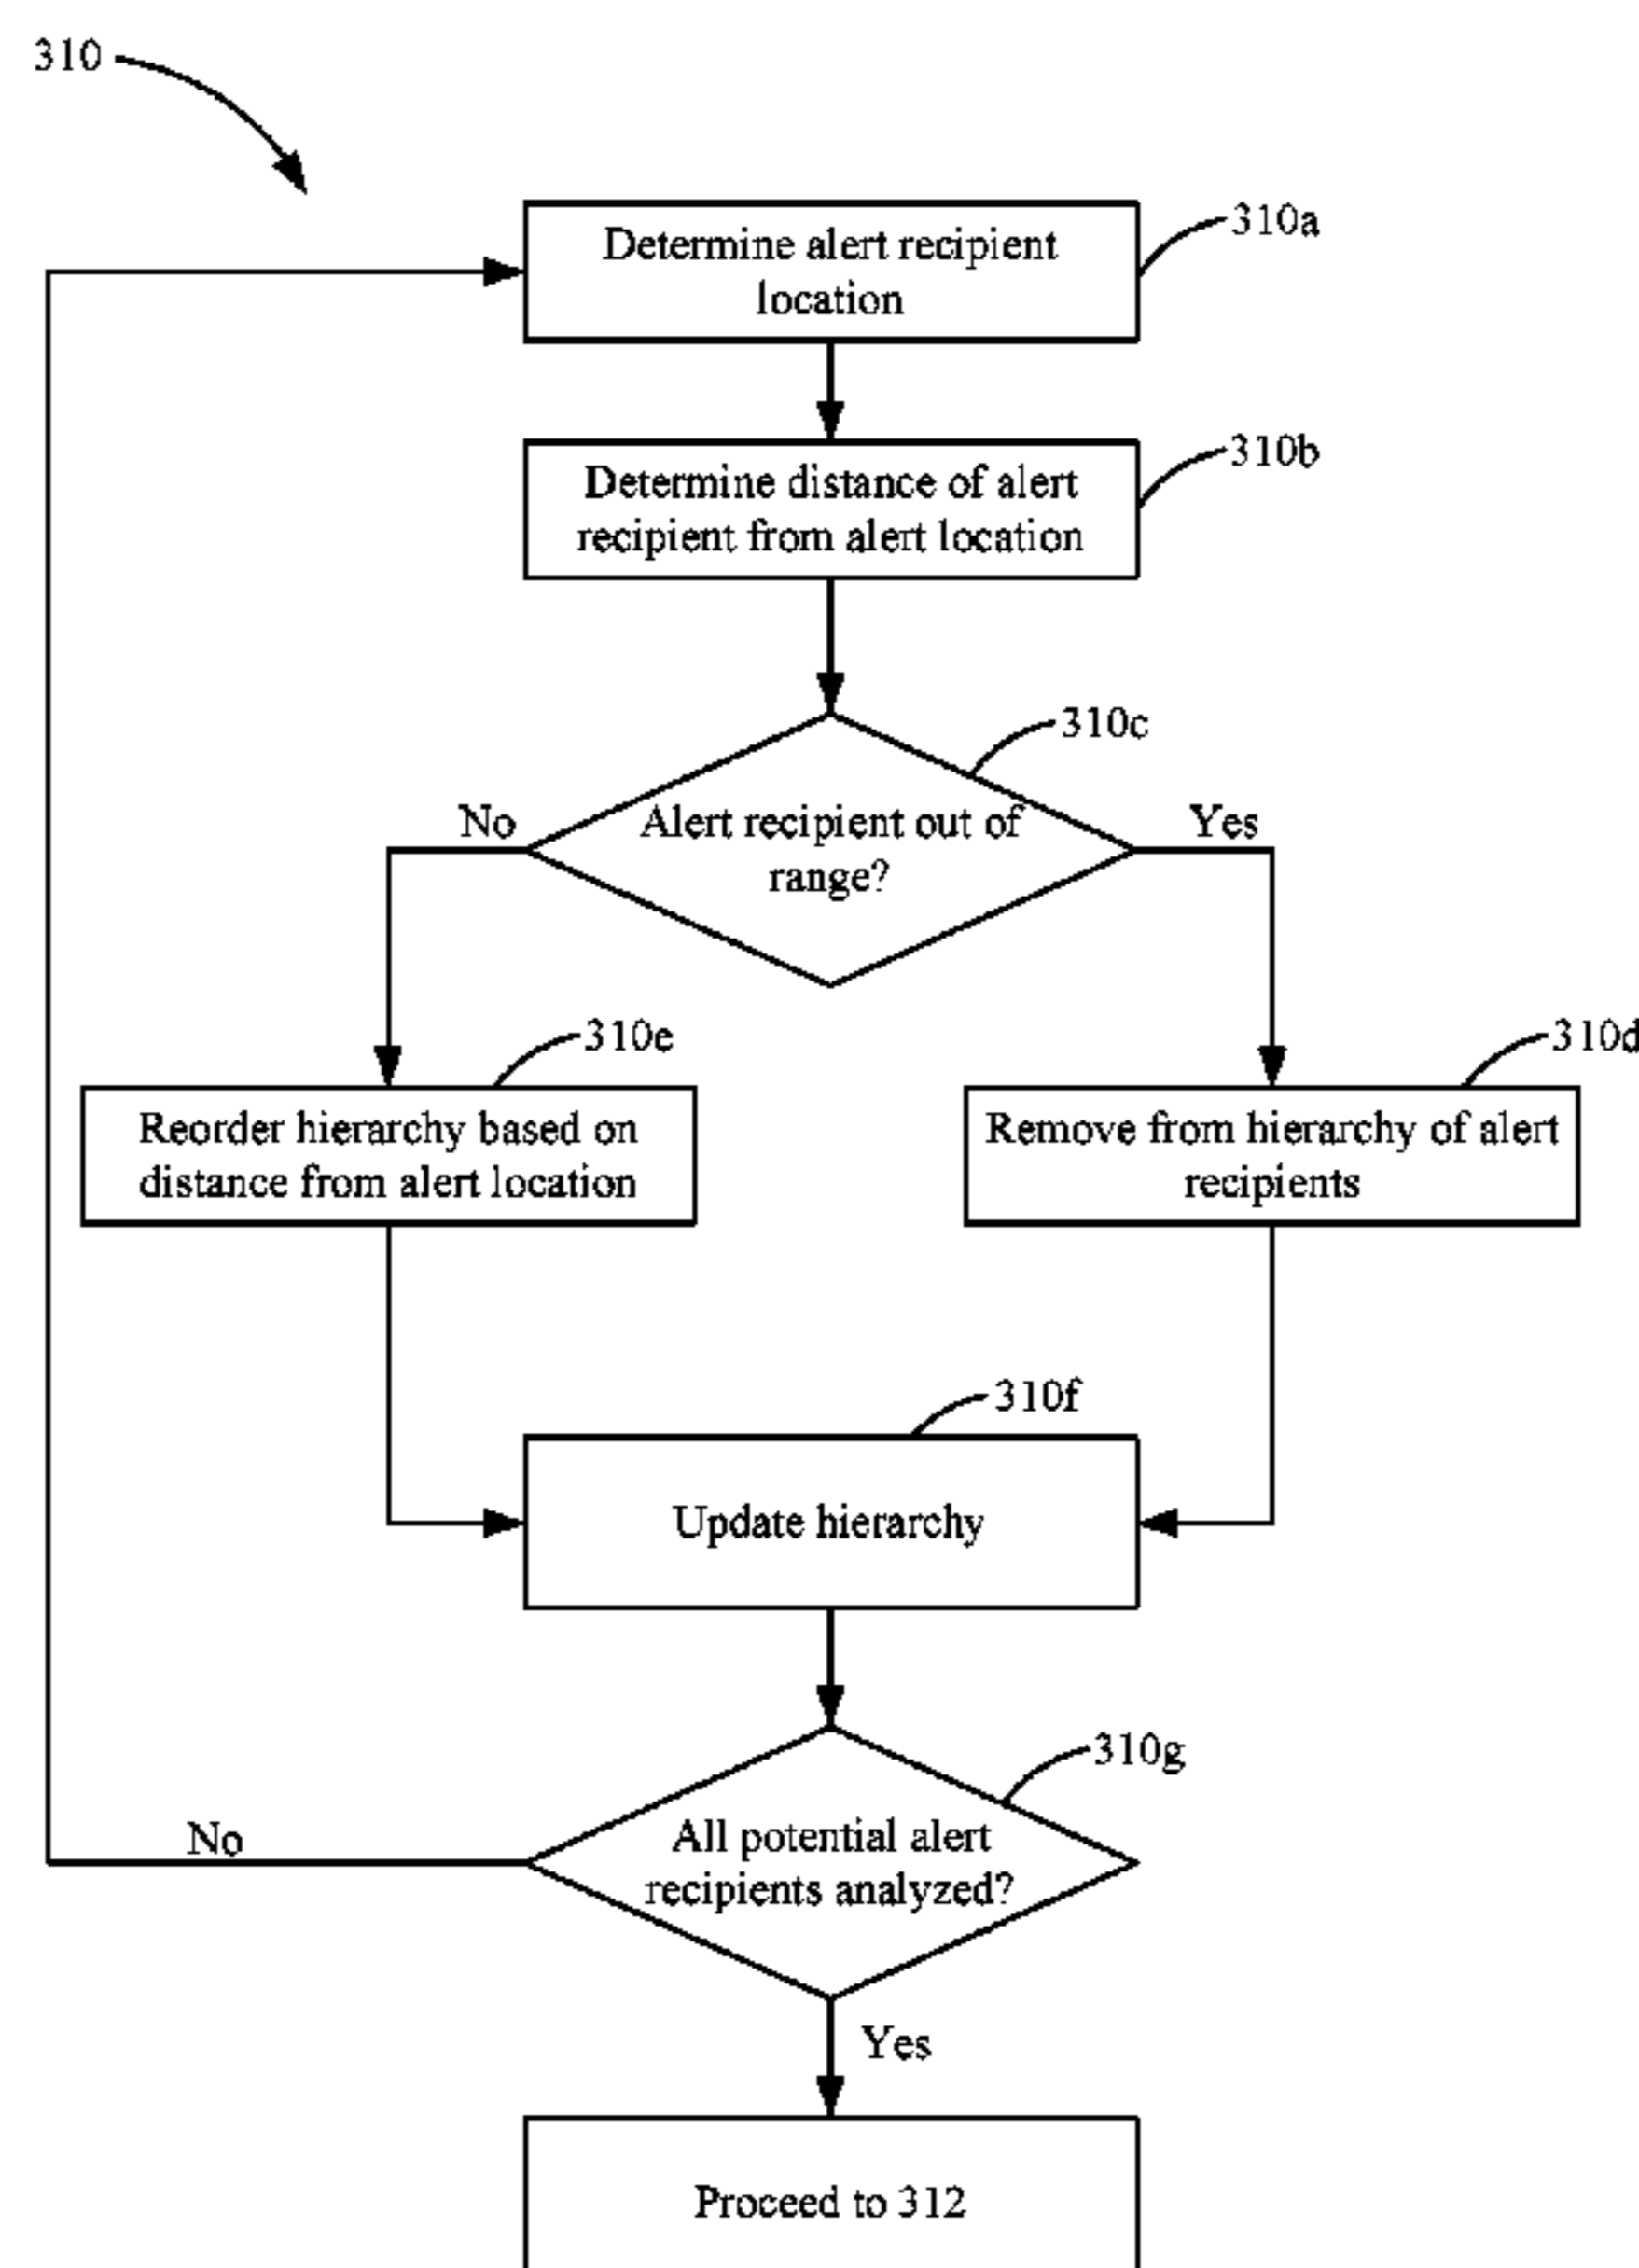 310
310a
Determine alert recipient
location
310b
Determine distance of alert
recipient from alert location
310c
No
Alert recipient out of
range?
Yes
310e
310d
Reorder hierarchy based on
distance from alert location
Remove from hierarchy of alert
recipients
310f
Update hierarchy
310g
No
All potential alert
recipients analyzed?
Yes
Proceed to 312